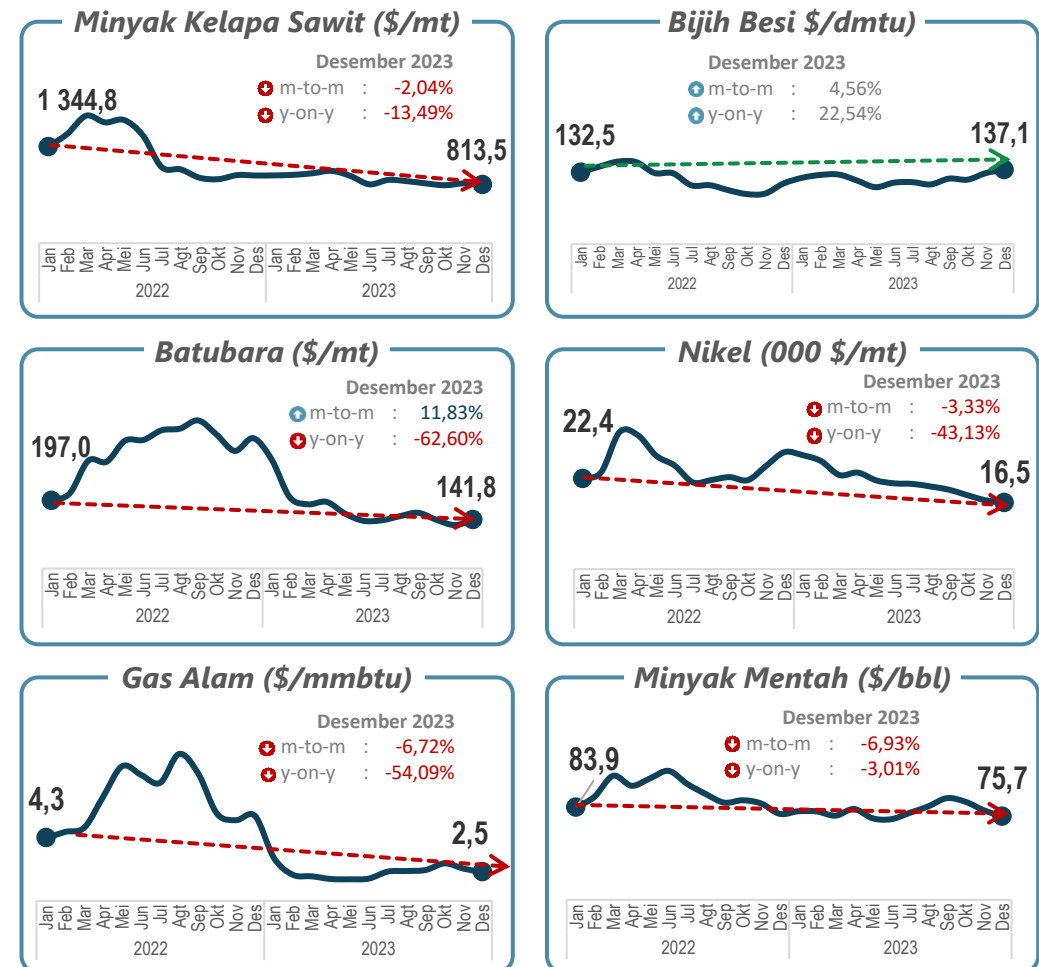 Minyak Kelapa Sawit ($/mt)
Desember 2023
m-to-m : -2,04%
y-on-y : -13,49%
1 344,8
813,5
Jan Feb Mar Apr Mei Jun Jul Agt Sep Okt Nov Des Jan Feb Mar Apr Mei Jun Jul Agt Sep Okt Nov Des
2022 2023
Bijih Besi $/dmtu)
Desember 2023
m-to-m : 4,56%
y-on-y : 22,54%
132,5
137,1
Jan Feb Mar Apr Mei Jun Jul Agt Sep Okt Nov Des Jan Feb Mar Apr Mei Jun Jul Agt Sep Okt Nov Des
2022 2023
Batubara ($/mt)
Desember 2023
m-to-m : 11,83%
y-on-y : -62,60%
197,0
141,8
Jan Feb Mar Apr Mei Jun Jul Agt Sep Okt Nov Des Jan Feb Mar Apr Mei Jun Jul Agt Sep Okt Nov Des
2022 2023
Nikel (000 $/mt)
Desember 2023
m-to-m : -3,33%
y-on-y : -43,13%
22,4
16,5
Jan Feb Mar Apr Mei Jun Jul Agt Sep Okt Nov Des Jan Feb Mar Apr Mei Jun Jul Agt Sep Okt Nov Des
2022 2023
Gas Alam ($/mmbtu)
Desember 2023
m-to-m : -6,72%
y-on-y : -54,09%
4,3
2,5
Jan Feb Mar Apr Mei Jun Jul Agt Sep Okt Nov Des Jan Feb Mar Apr Mei Jun Jul Agt Sep Okt Nov Des
2022 2023
Minyak Mentah ($/bbl)
Desember 2023
m-to-m : -6,93%
y-on-y : -3,01%
83,9
75,7
Jan Feb Mar Apr Mei Jun Jul Agt Sep Okt Nov Des Jan Feb Mar Apr Mei Jun Jul Agt Sep Okt Nov Des
2022 2023